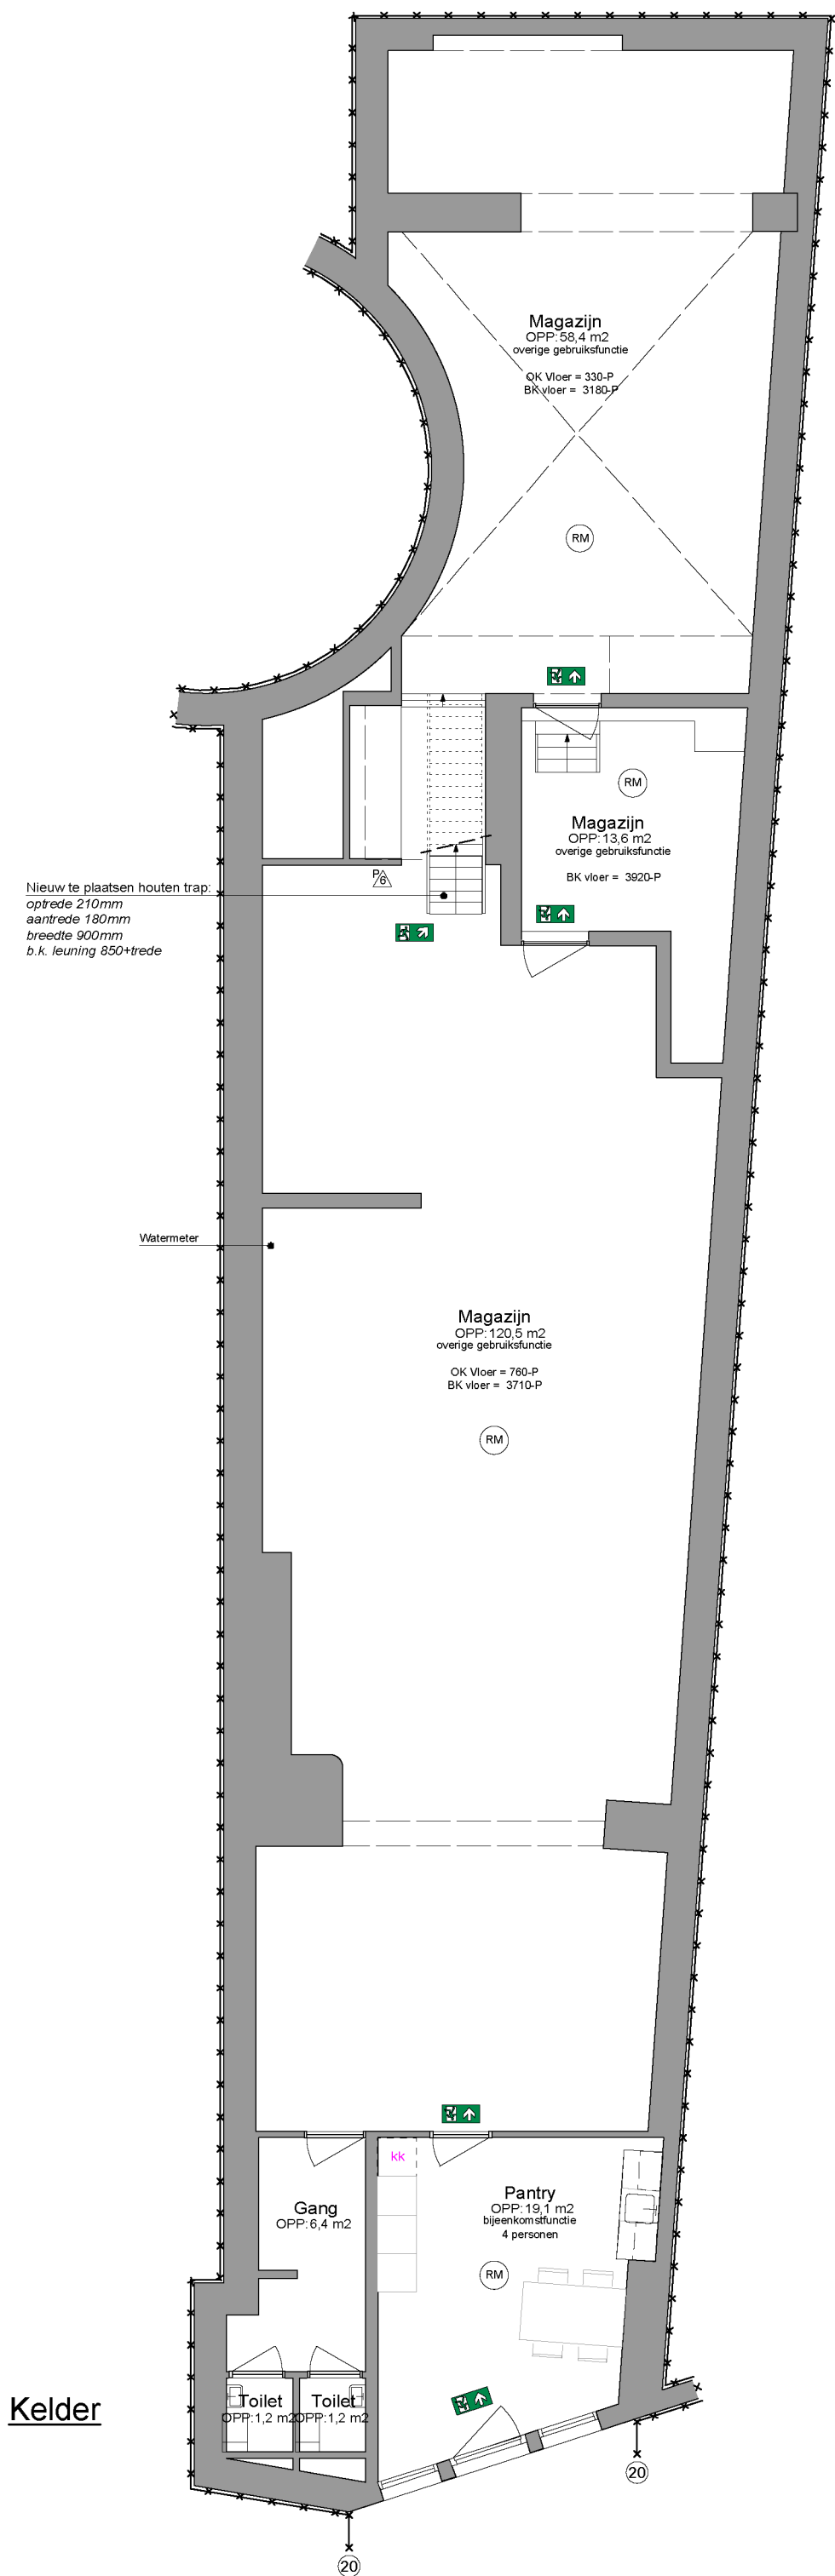 Magazijn
OPP: 58,4 m2
overige gebruiksfunctie
OK Vloer = 330-P
BK vloer = 3180-P
RM
RM
Magazijn
OPP: 13,6 m2
overige gebruiksfunctie
BK vloer = 3920-P
P
6
Nieuw te plaatsen houten trap:
optrede 210mm
aantrede 180mm
breedte 900mm
b.k. leuning 850+trede
Watermeter
Magazijn
OPP: 120,5 m2
overige gebruiksfunctie
OK Vloer = 760-P
BK vloer = 3710-P
RM
kk
Gang
OPP: 6,4 m2
Pantry
OPP: 19,1 m2
bijeenkomstfunctie
4 personen
RM
Toilet
OPP: 1,2 m2
Toilet
OPP: 1,2 m2
Kelder
20
20